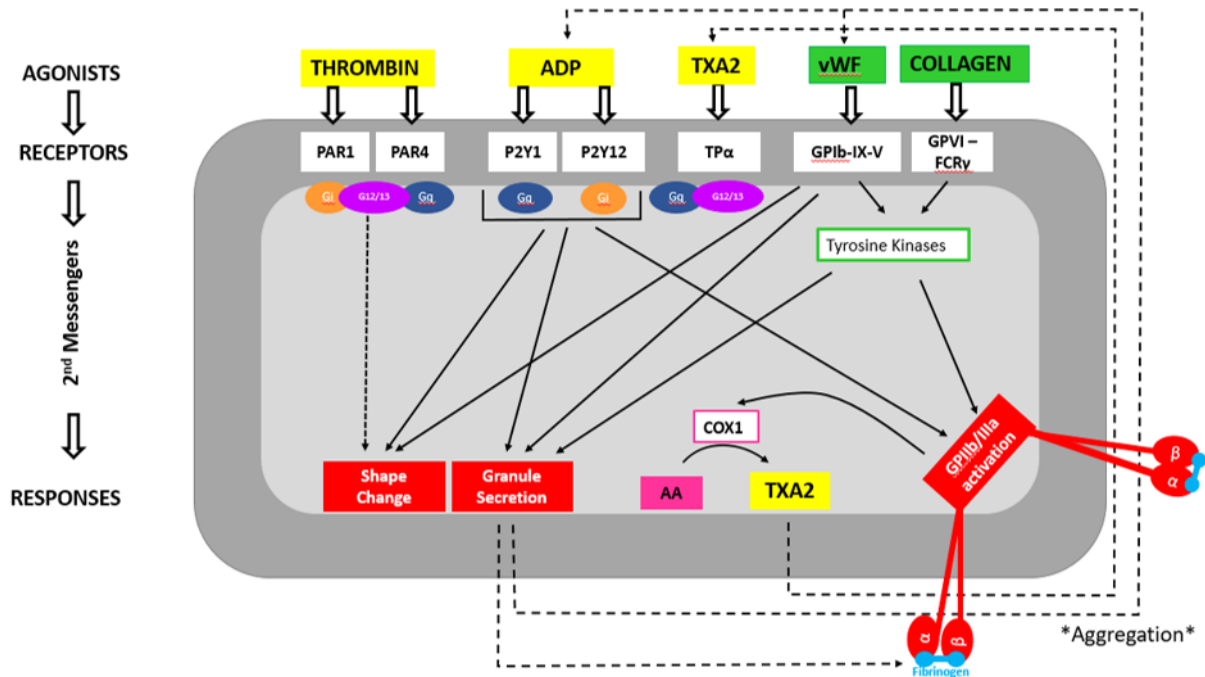 AGONISTS
THROMBIN
ADP
TXA2
vWF
COLLAGEN
RECEPTORS
PAR1
PAR4
P2Y1
P2Y12
TPα
GPIb-IX-V
GPVI –
FCRγ
Gi
G12/13
Gq
Gq
Gi
Gq
G12/13
Tyrosine Kinases
2nd Messengers
COX1
GPIIb/IIIa
activation
β
α
RESPONSES
Shape
Change
Granule
Secretion
AA
TXA2
α
β
Fibrinogen
*Aggregation*